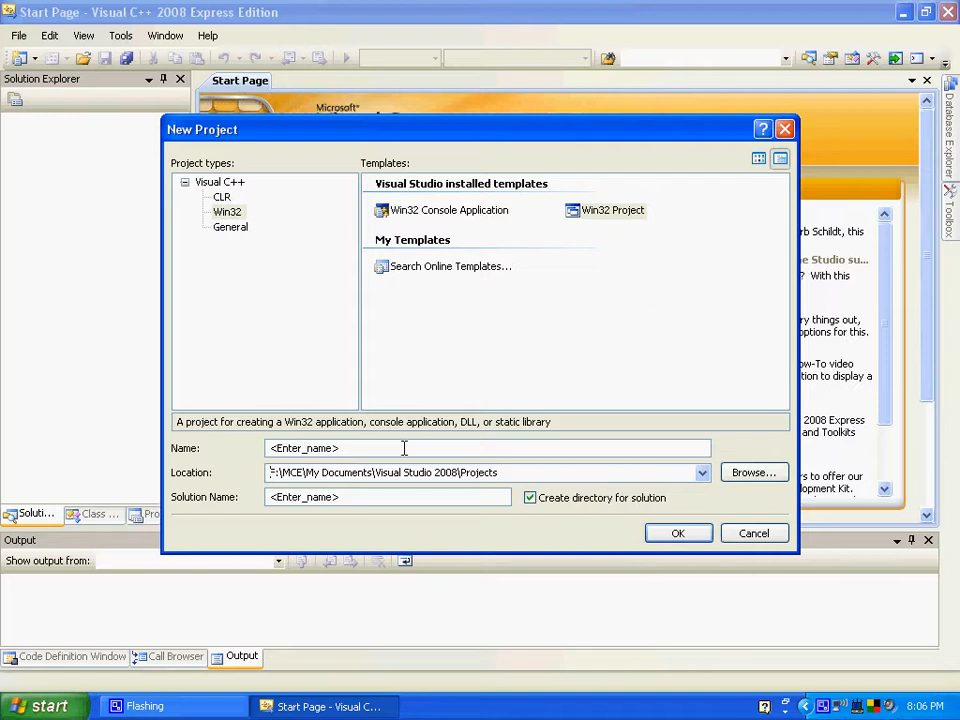 Start Page - Visual C++ 2008 Express Edition
File Edit View Tools Window Help
Solution Explorer
Start Page
Microsoft®
New Project
Project types:
Templates:
Visual C++
CLR
Win32
General
Visual Studio installed templates
Win32 Console Application
Win32 Project
My Templates
Search Online Templates...
A project for creating a Win32 application, console application, DLL, or static library
Name:
<Enter_name>
Location:
:\MCE\My Documents\Visual Studio 2008\Projects
Browse...
Solution Name:
<Enter_name>
Create directory for solution
OK
Cancel
rb Schildt, this
e Studio su...
? With this
ry things out,
options for this.
How-To video
tion to display a
2008 Express
t and
elopment Kit.
Database Explorer
Toolbox
Soluti...
Class ...
Pro
Output
Show output from:
Code Definition Window
Call Browser
Output
start
Flashing
Start Page - Visual C...
8:06 PM